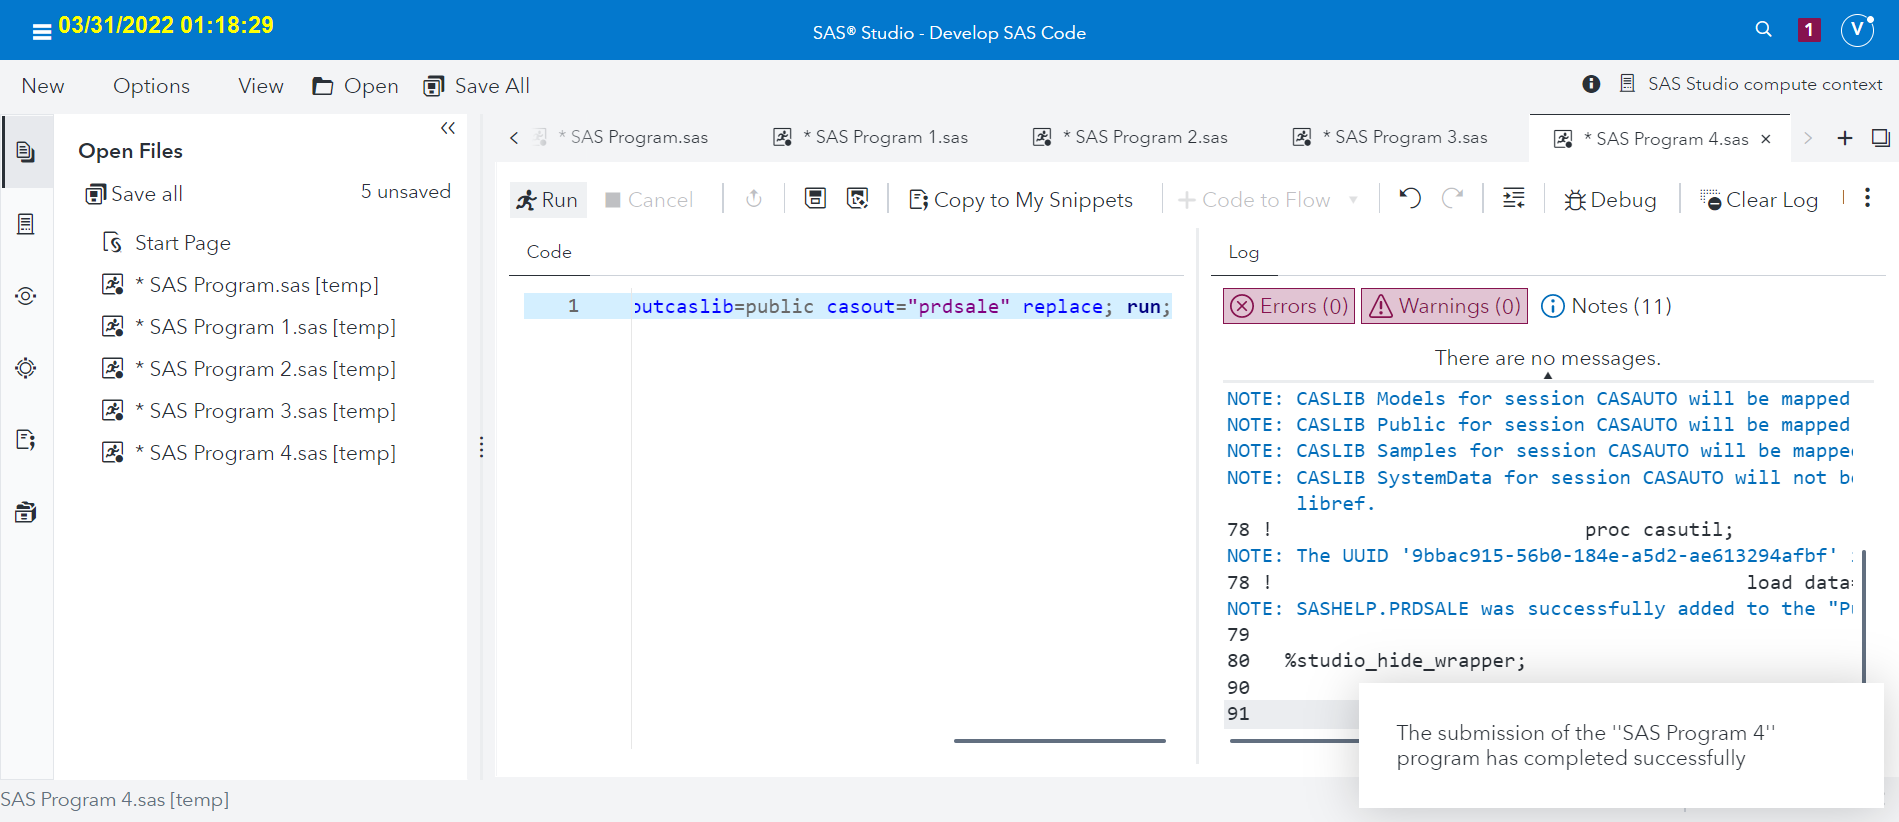 03/31/2022 01:18:29
SAS® Studio - Develop SAS Code
1
V
New Options View Open Save All
SAS Studio compute context
Open Files
Save all 5 unsaved
Start Page
* SAS Program.sas [temp]
* SAS Program 1.sas [temp]
* SAS Program 2.sas [temp]
* SAS Program 3.sas [temp]
* SAS Program 4.sas [temp]
* SAS Program.sas * SAS Program 1.sas * SAS Program 2.sas * SAS Program 3.sas * SAS Program 4.sas
Run Cancel Copy to My Snippets Code to Flow Debug Clear Log
Code
1 outcaslib=public casout="prdsale" replace; run;
Log
Errors (0) Warnings (0) Notes (11)
There are no messages.
NOTE: CASLIB Models for session CASAUTO will be mapped
NOTE: CASLIB Public for session CASAUTO will be mapped
NOTE: CASLIB Samples for session CASAUTO will be mapped
NOTE: CASLIB SystemData for session CASAUTO will not
libref.
78 ! proc casutil;
NOTE: The UUID '9bbac915-56b0-184e-a5d2-ae613294afbf'
78 ! load data=
NOTE: SASHELP.PRDSALE was successfully added to the
79
80 %studio_hide_wrapper;
90
91
The submission of the "SAS Program 4"
program has completed successfully
SAS Program 4.sas [temp]